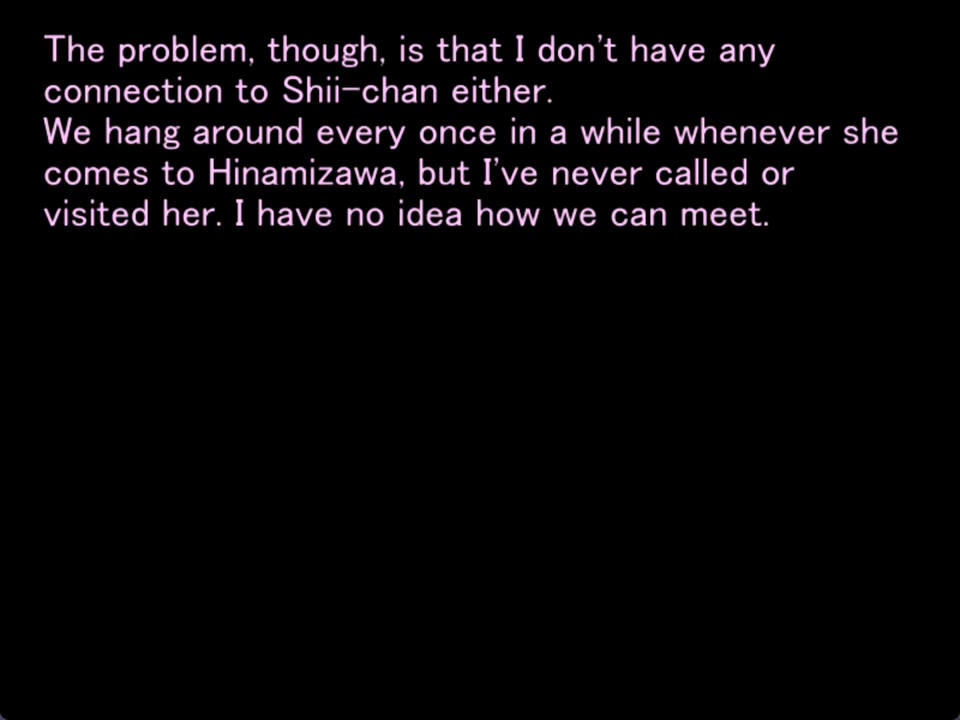 The problem, though, is that I don't have any
connection to Shii-chan either.
We hang around every once in a while whenever she
comes to Hinamizawa, but I've never called or
visited her. I have no idea how we can meet.